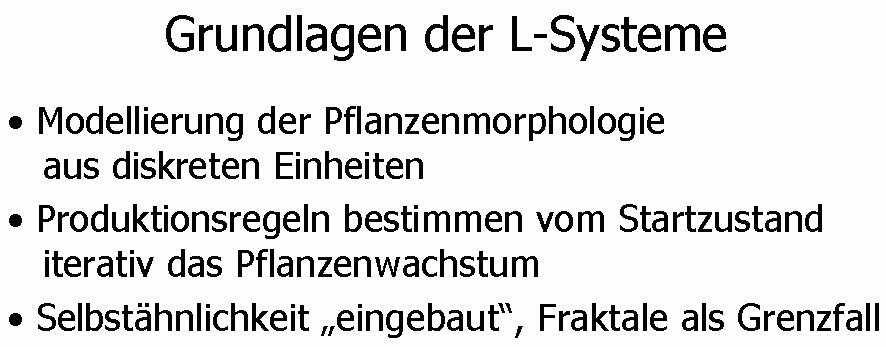 Grundlagen der L-Systeme
• Modellierung der Pflanzenmorphologie
aus diskreten Einheiten
• Produktionsregeln bestimmen vom Startzustand
iterativ das Pflanzenwachstum
• Selbstähnlichkeit „eingebaut“, Fraktale als Grenzfall